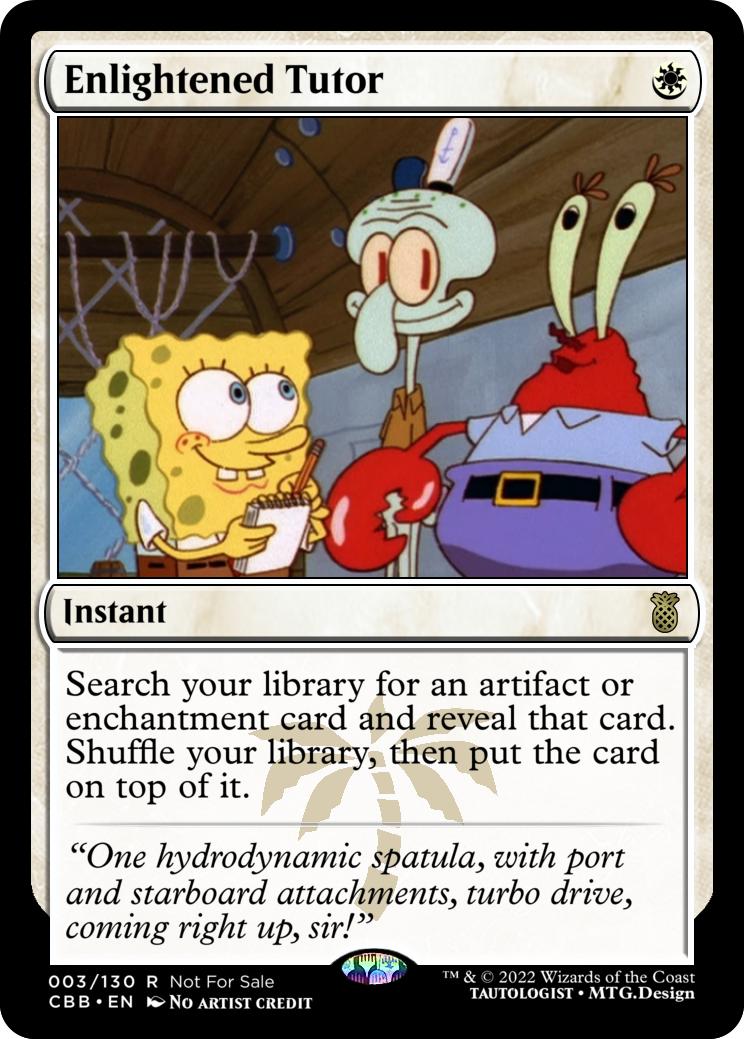 Enlightened Tutor
Instant
Search your library for an artifact or
enchantment card and reveal that card.
Shuffle your library, then put the card
on top of it.
“One hydrodynamic spatula, with port
and starboard attachments, turbo drive,
coming right up, sir!”
003/130 R Not For Sale
CBB • EN No artist credit
™ & © 2022 Wizards of the Coast
TAUTOLOGIST • MTG.Design